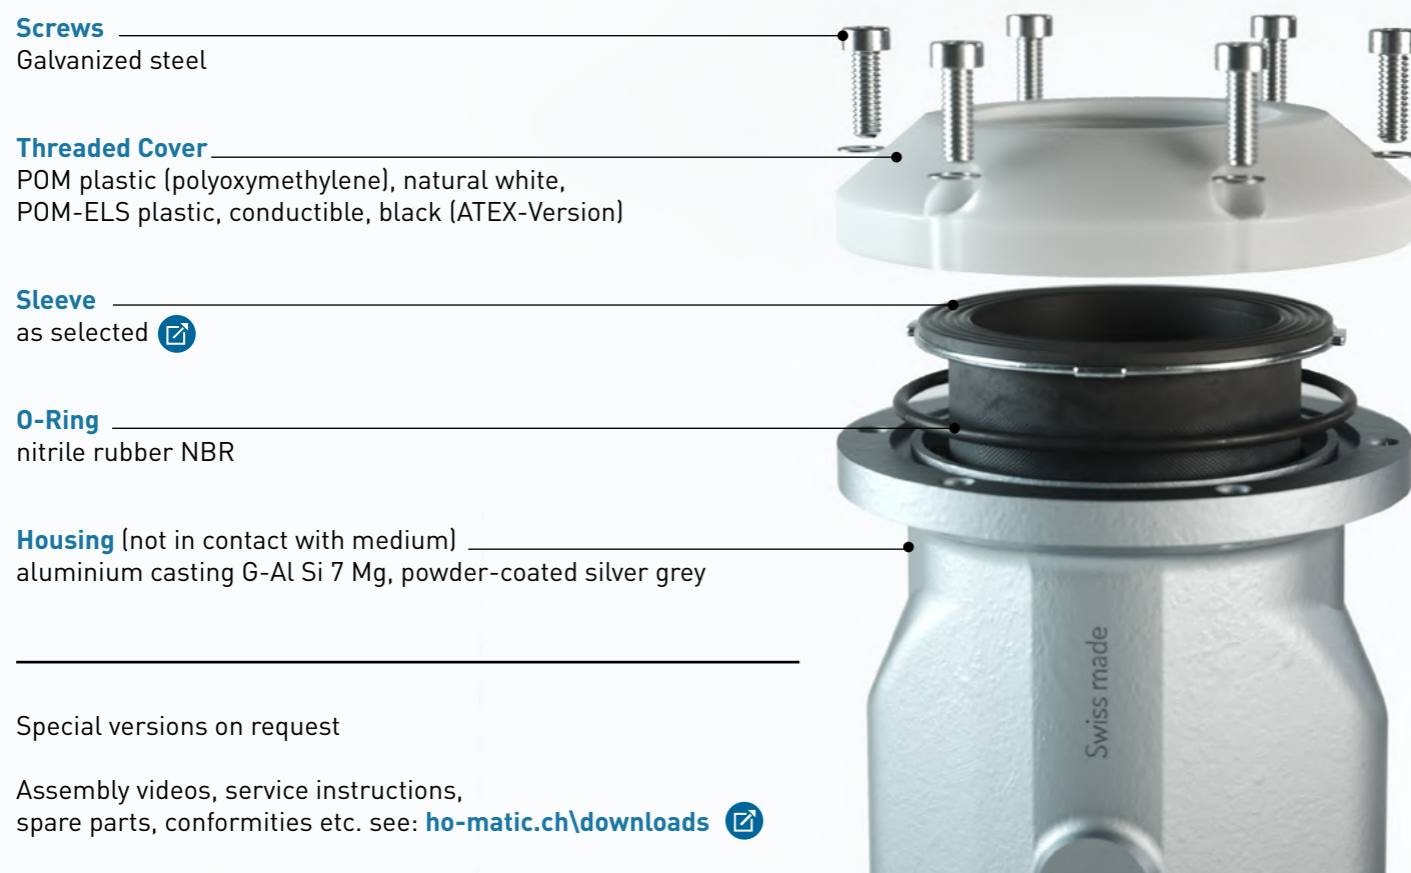 Screws
Galvanized steel
Threaded Cover
POM plastic (polyoxymethylene), natural white,
POM-ELS plastic, conductible, black (ATEX-Version)
Sleeve
as selected
O-Ring
nitrile rubber NBR
Housing (not in contact with medium)
aluminium casting G-Al Si 7 Mg, powder-coated silver grey
Swiss made
Special versions on request
Assembly videos, service instructions,
spare parts, conformities etc. see: ho-matic.ch\downloads